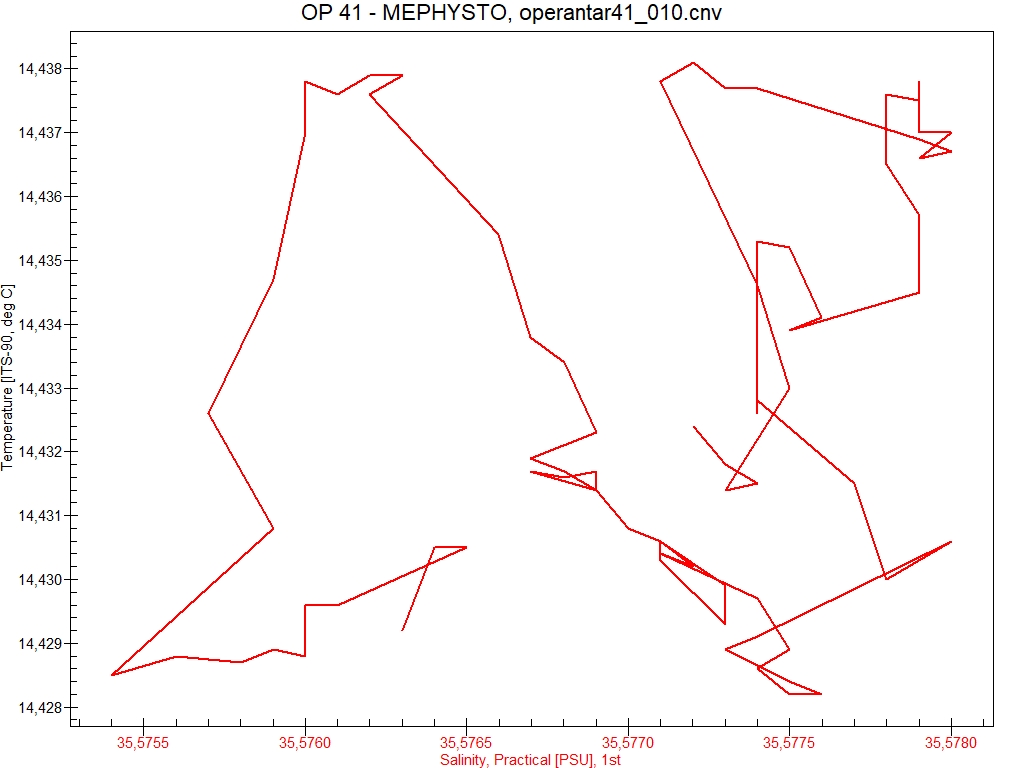 OP 41 - MEPHYSTO, operantar41_010.cnv
14,438
14,437
14,436
14,435
14,434
14,433
14,432
14,431
14,430
14,429
14,428
Temperature [ITS-90, deg C]
35,5755 35,5760 35,5765 35,5770 35,5775 35,5780
Salinity, Practical [PSU], 1st